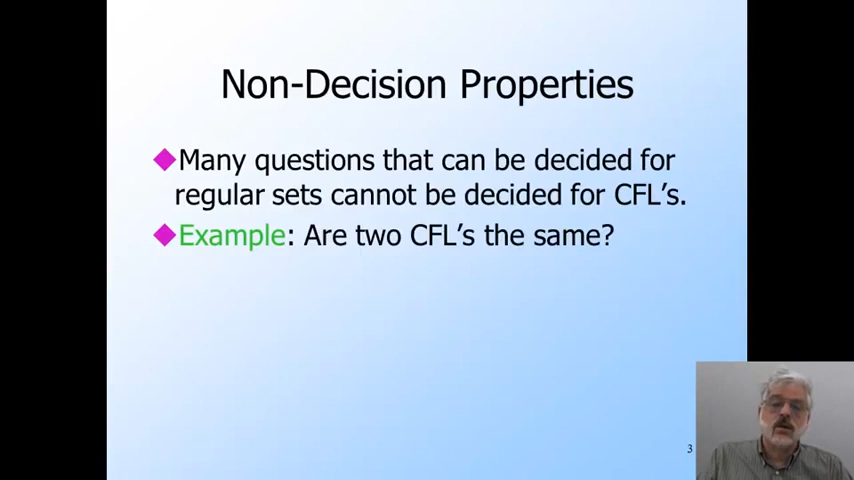 Non-Decision Properties
Many questions that can be decided for
regular sets cannot be decided for CFL's.
Example: Are two CFL's the same?
3